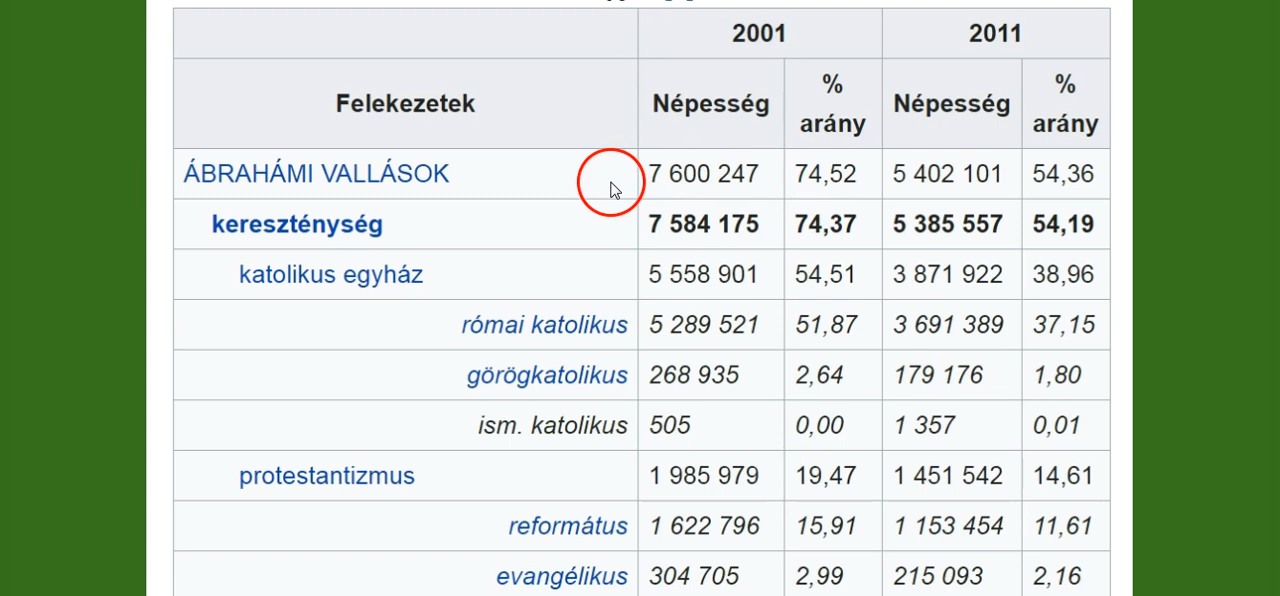 2001 2011
Felekezetek Népesség % arány Népesség % arány
ÁBRAHÁMI VALLÁSOK 7 600 247 74,52 5 402 101 54,36
kereszténység 7 584 175 74,37 5 385 557 54,19
katolikus egyház 5 558 901 54,51 3 871 922 38,96
római katolikus 5 289 521 51,87 3 691 389 37,15
görögkatolikus 268 935 2,64 179 176 1,80
ism. katolikus 505 0,00 1 357 0,01
protestantizmus 1 985 979 19,47 1 451 542 14,61
református 1 622 796 15,91 1 153 454 11,61
evangélikus 304 705 2,99 215 093 2,16